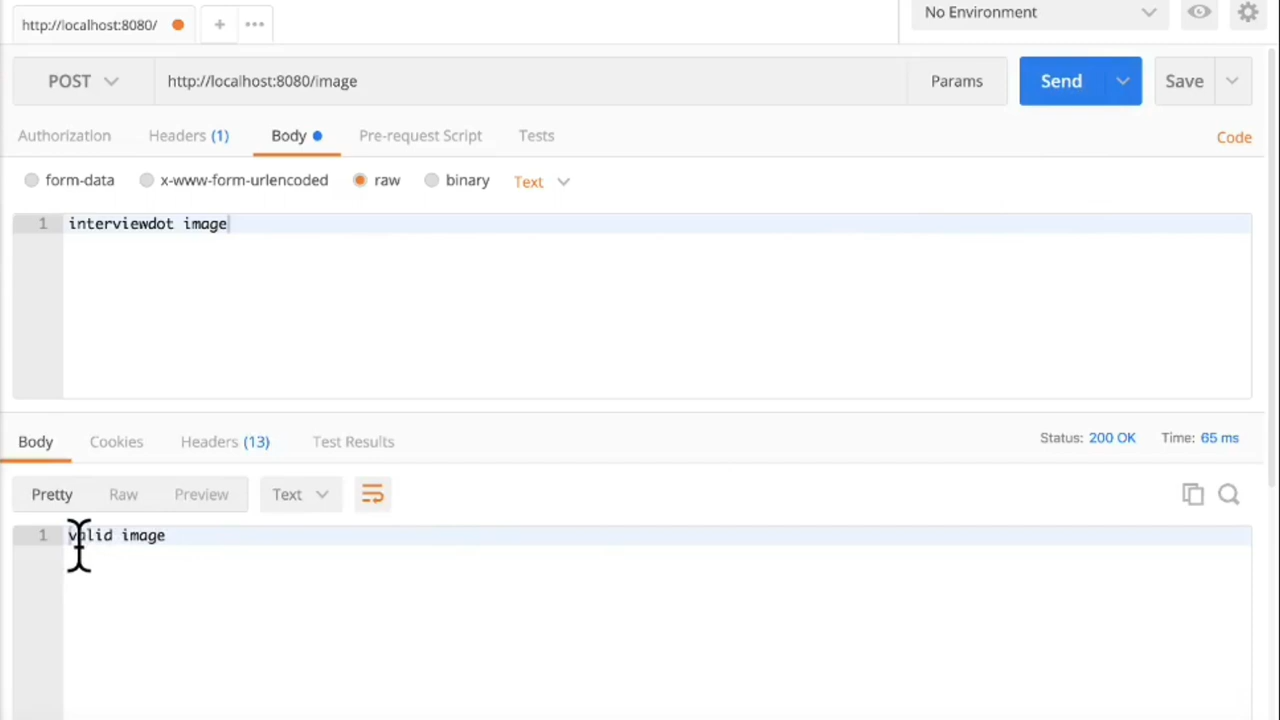 http://localhost:8080/
No Environment
POST
http://localhost:8080/image
Params
Send
Save
Authorization
Headers (1)
Body
Pre-request Script
Tests
Code
form-data
x-www-form-urlencoded
raw
binary
Text
1 interviewdot image
Body
Cookies
Headers (13)
Test Results
Status: 200 OK
Time: 65 ms
Pretty
Raw
Preview
Text
1 valid image